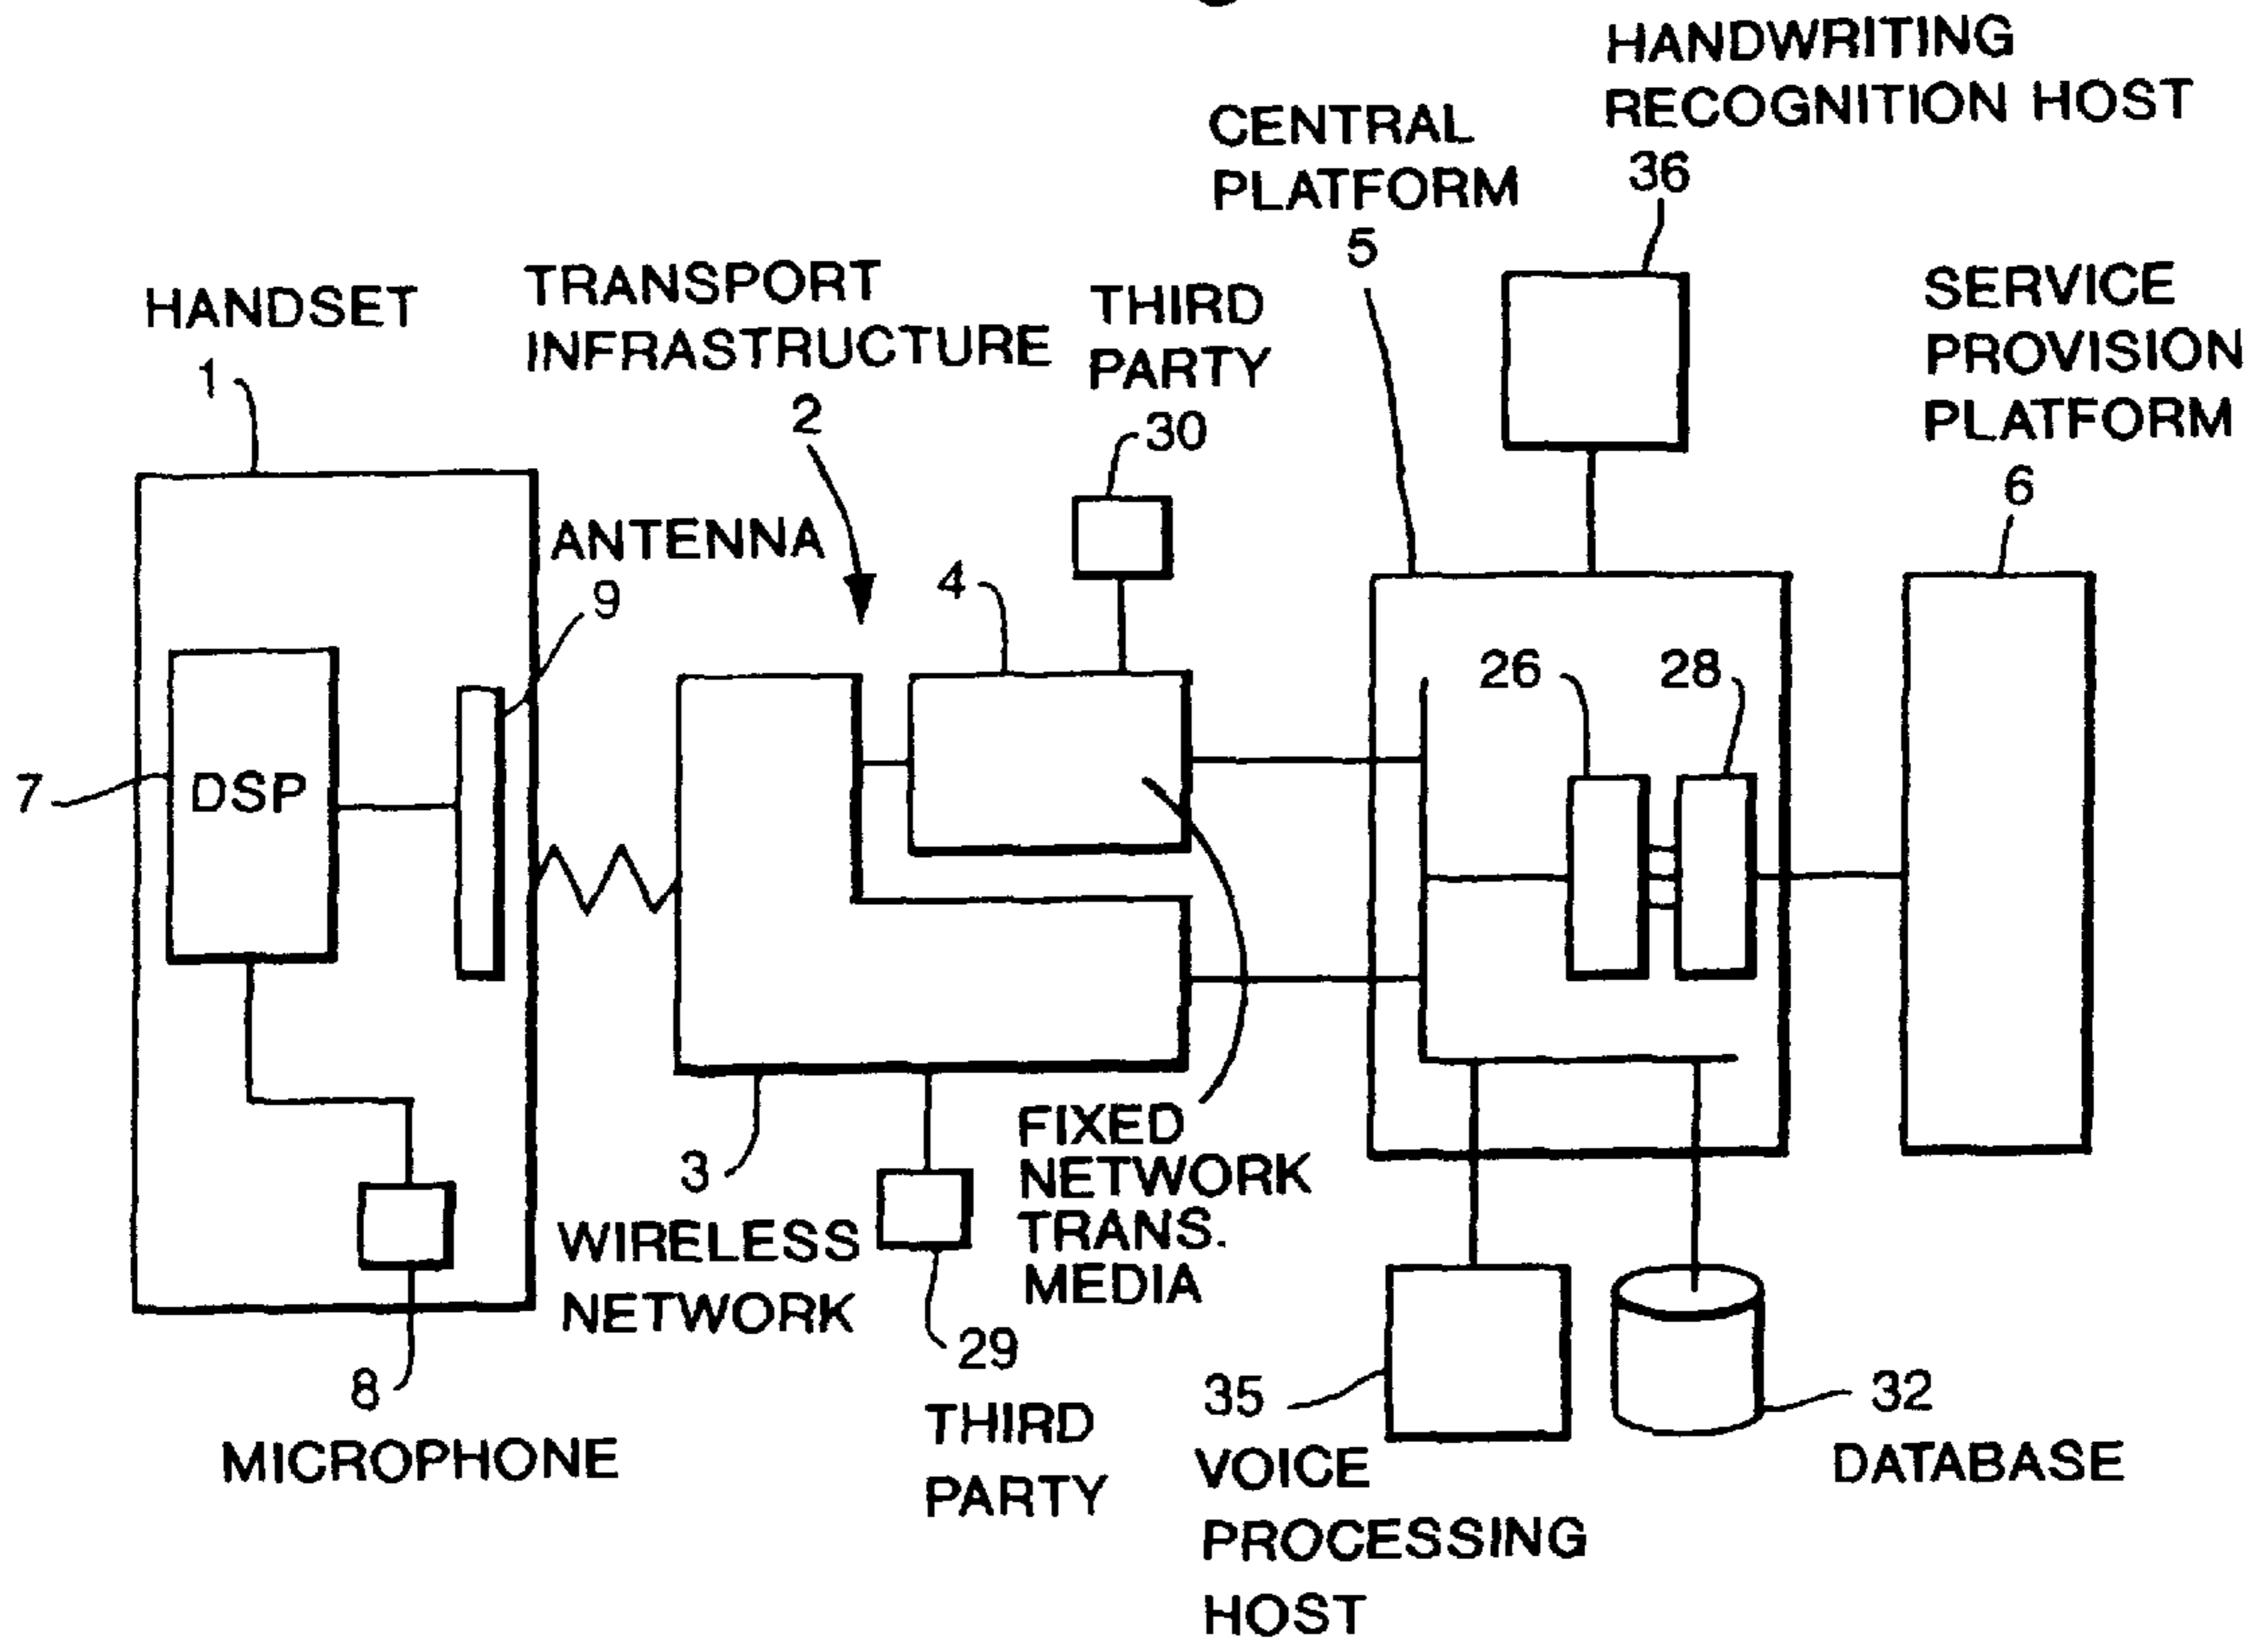 HANDWRITING
RECOGNITION HOST
36
CENTRAL
PLATFORM
5
HANDSET
1
TRANSPORT
INFRASTRUCTURE
2
THIRD
PARTY
30
SERVICE
PROVISION
PLATFORM
6
ANTENNA
9
4
26
28
7
DSP
3
WIRELESS
NETWORK
FIXED
NETWORK
TRANS.
MEDIA
29
THIRD
PARTY
8
MICROPHONE
35
VOICE
PROCESSING
HOST
32
DATABASE